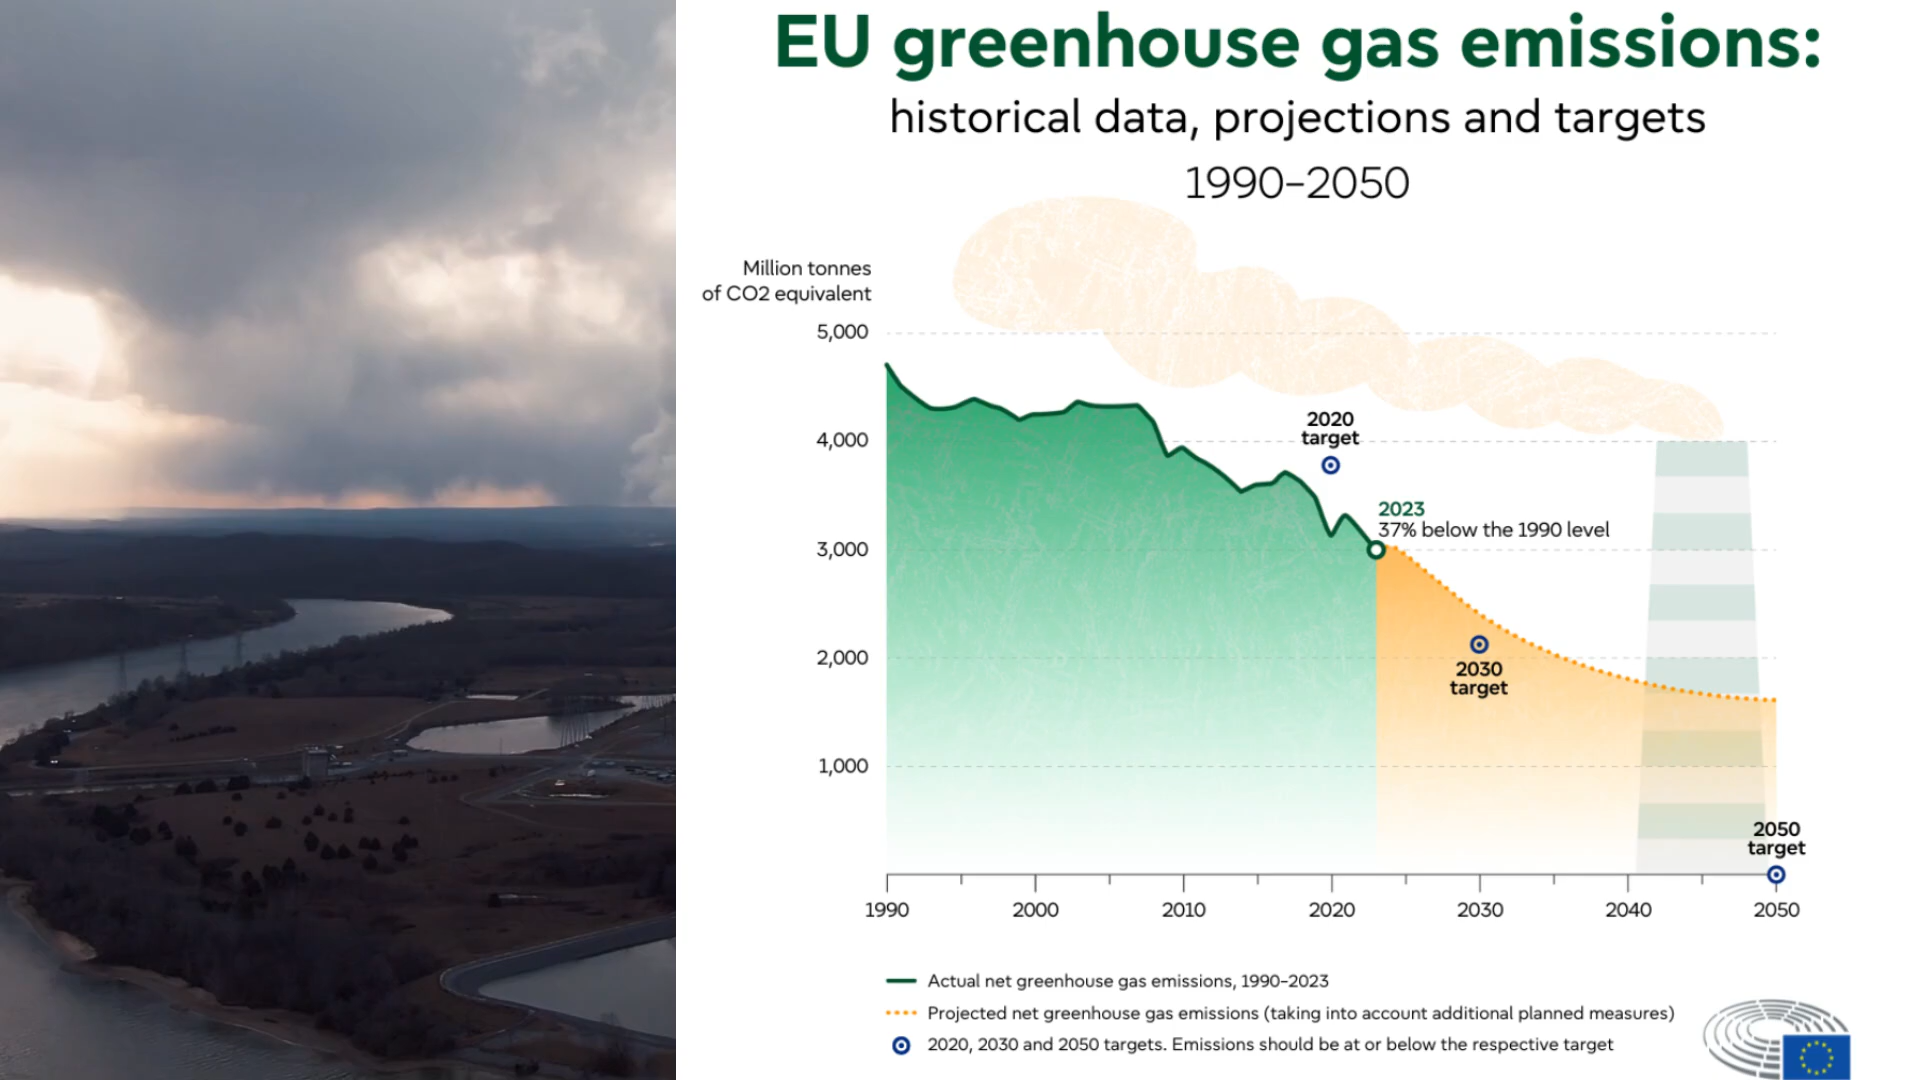 EU greenhouse gas emissions:
historical data, projections and targets
1990–2050
Million tonnes
of CO2 equivalent
5,000
4,000
3,000
2,000
1,000
2020
target
2023
37% below the 1990 level
2030
target
2050
target
1990
2000
2010
2020
2030
2040
2050
Actual net greenhouse gas emissions, 1990–2023
Projected net greenhouse gas emissions (taking into account additional planned measures)
2020, 2030 and 2050 targets. Emissions should be at or below the respective target